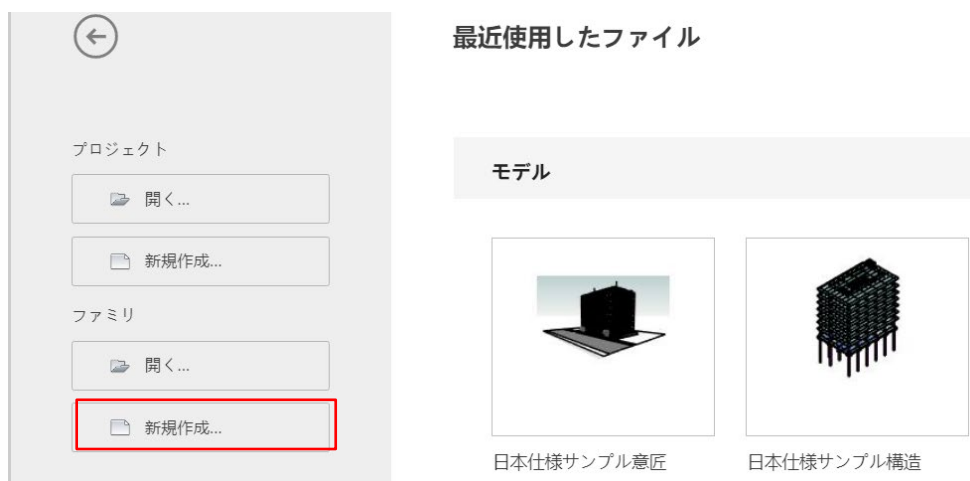 最近使用したファイル
プロジェクト
開く...
新規作成...
ファミリ
開く...
新規作成...
モデル
日本仕様サンプル意匠
日本仕様サンプル構造